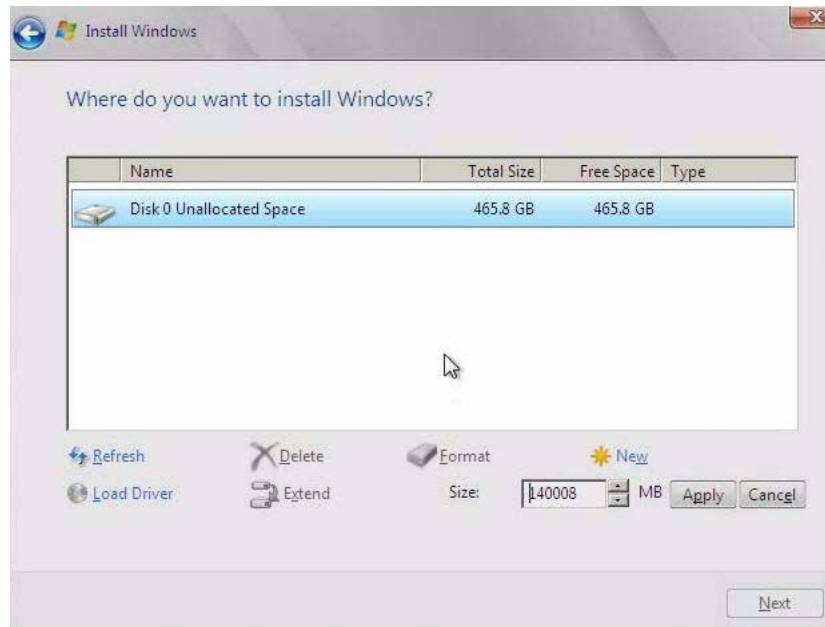 Install Windows
Where do you want to install Windows?
Name Total Size Free Space Type
Disk 0 Unallocated Space 465.8 GB 465.8 GB
Refresh Delete Format New
Load Driver Extend Size: 140008 MB Apply Cancel
Next